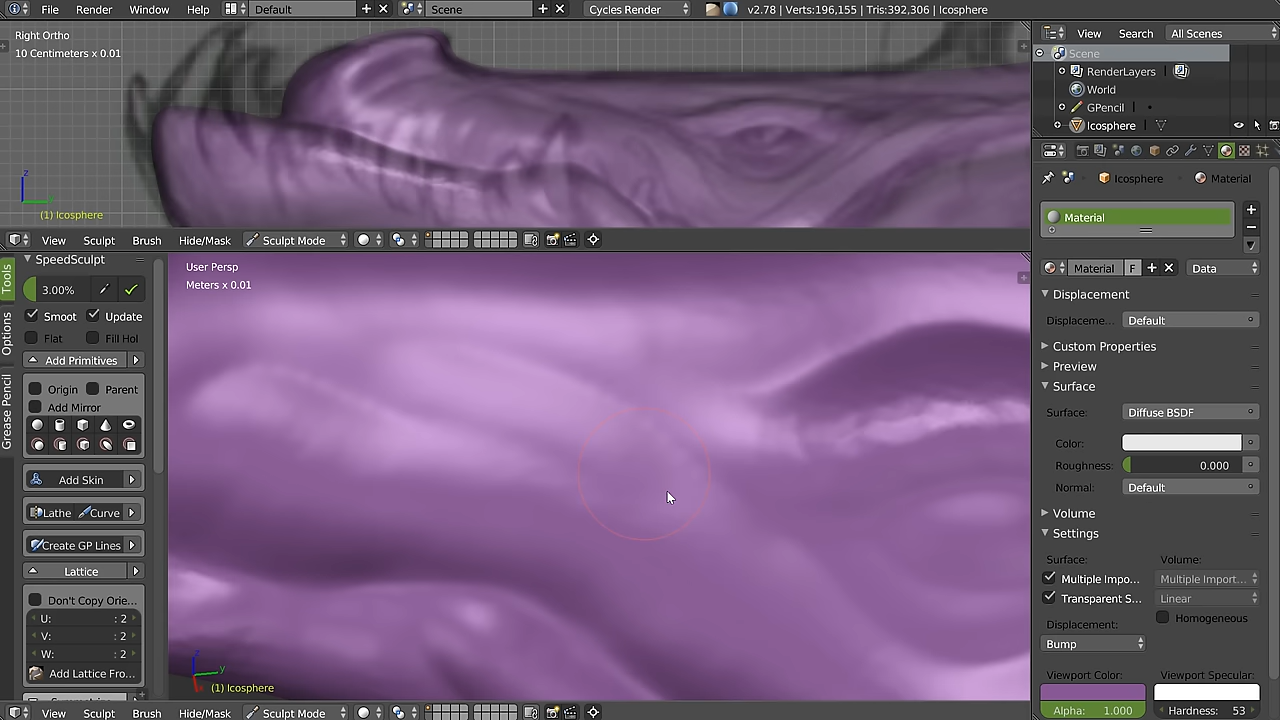 File Render Window Help Default Scene Cycles Render v2.78 | Verts:196,155 | Tris:392,306 | Icosphere
Right Ortho
10 Centimeters x 0.01
z
(1) Icosphere
View Sculpt Brush Hide/Mask Sculpt Mode
View Search All Scenes
Scene
RenderLayers
World
GPencil
Icosphere
Icosphere Material
Material
Material F Data
Displacement
Displaceme... Default
Custom Properties
Preview
Surface
Surface: Diffuse BSDF
Color:
Roughness: 0.000
Normal: Default
Volume
Settings
Surface: Volume:
Multiple Impo... Multiple Import...
Transparent S... Linear
Displacement: Homogeneous
Bump
Viewport Color: Viewport Specular:
Alpha: 1.000 Hardness: 53
Tools
Options
Grease Pencil
SpeedSculpt
3.00%
Smoot Update
Flat Fill Hol
Add Primitives
Origin Parent
Add Mirror
Add Skin
Lathe Curve
Create GP Lines
Lattice
Don't Copy Orie...
U: : 2
V: : 2
W: : 2
Add Lattice Fro...
User Persp
Meters x 0.01
z
y
(1) Icosphere
View Sculpt Brush Hide/Mask Sculpt Mode